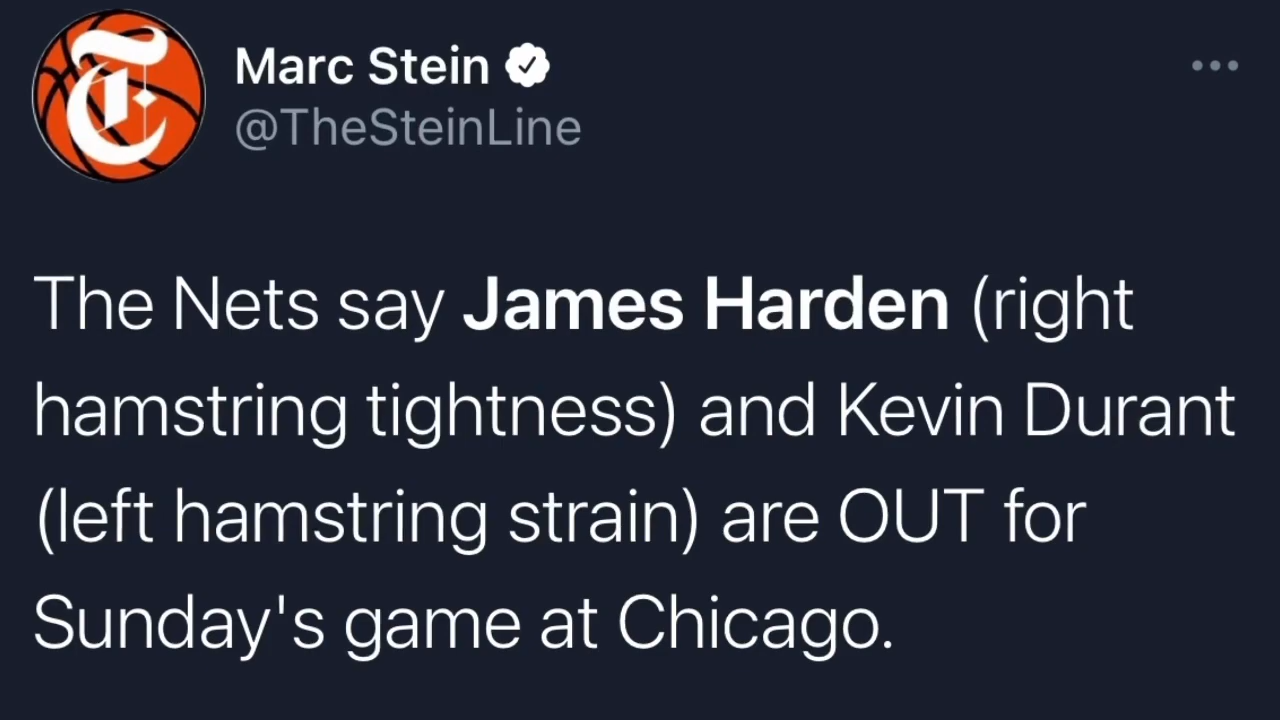 Marc Stein
@TheSteinLine
The Nets say James Harden (right
hamstring tightness) and Kevin Durant
(left hamstring strain) are OUT for
Sunday's game at Chicago.